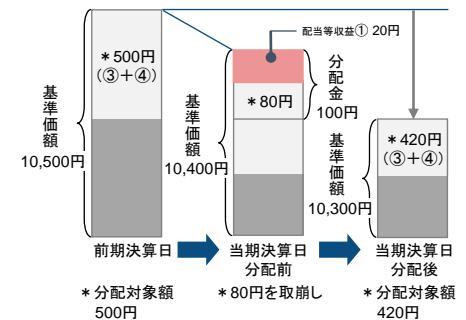 配当等収益① 20円
＊500円
（③＋④）
基準価額
10,500円
＊80円
分配金
100円
基準価額
10,400円
＊420円
（③＋④）
基準価額
10,300円
前期決算日
当期決算日
分配前
当期決算日
分配後
＊分配対象額
500円
＊80円を取崩し
＊分配対象額
420円